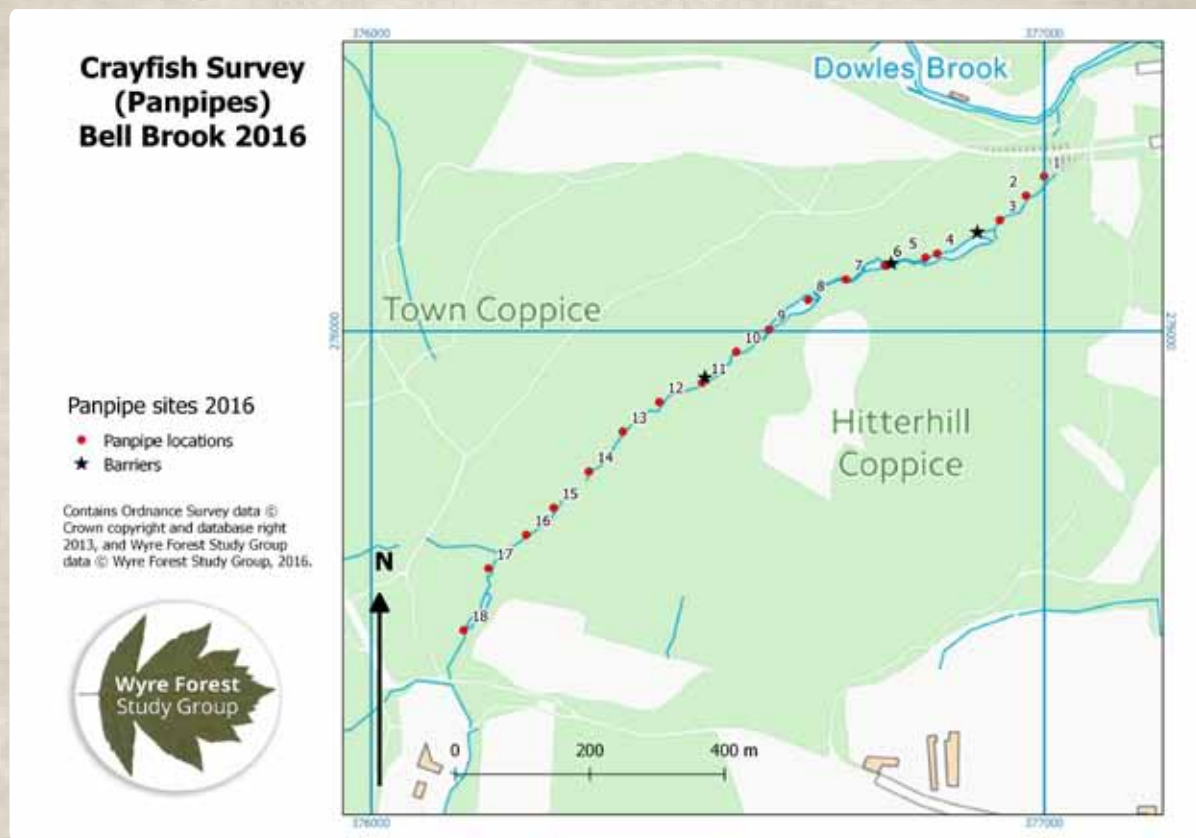 Crayfish Survey
(Panpipes)
Bell Brook 2016
Panpipe sites 2016
Panpipe locations
Barriers
Contains Ordnance Survey data ©
Crown copyright and database right
2013, and Wyre Forest Study Group
data © Wyre Forest Study Group, 2016.
Wyre Forest
Study Group
376000
377000
Dowles Brook
1
2
3
4
5
6
7
8
9
10
11
12
13
14
15
16
17
18
Town Coppice
276000
276000
Hitterhill
Coppice
N
0 200 400 m
376000
377000